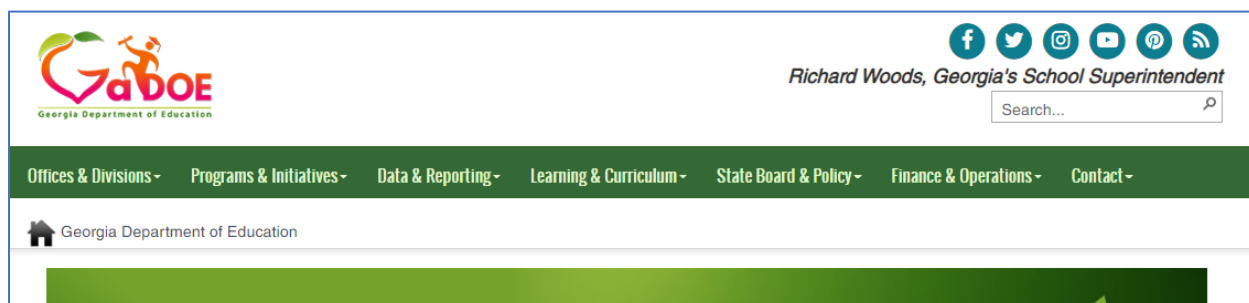 GaDOE
Georgia Department of Education
Richard Woods, Georgia's School Superintendent
Search...
Offices & Divisions Programs & Initiatives Data & Reporting Learning & Curriculum State Board & Policy Finance & Operations Contact
Georgia Department of Education